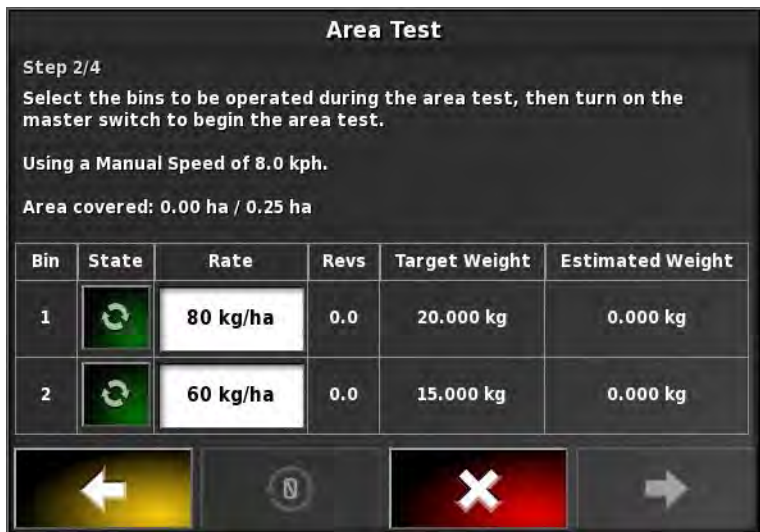 Area Test
Step 2/4
Select the bins to be operated during the area test, then turn on the
master switch to begin the area test.
Using a Manual Speed of 8.0 kph.
Area covered: 0.00 ha / 0.25 ha
Bin State Rate Revs Target Weight Estimated Weight
1 80 kg/ha 0.0 20.000 kg 0.000 kg
2 60 kg/ha 0.0 15.000 kg 0.000 kg
0